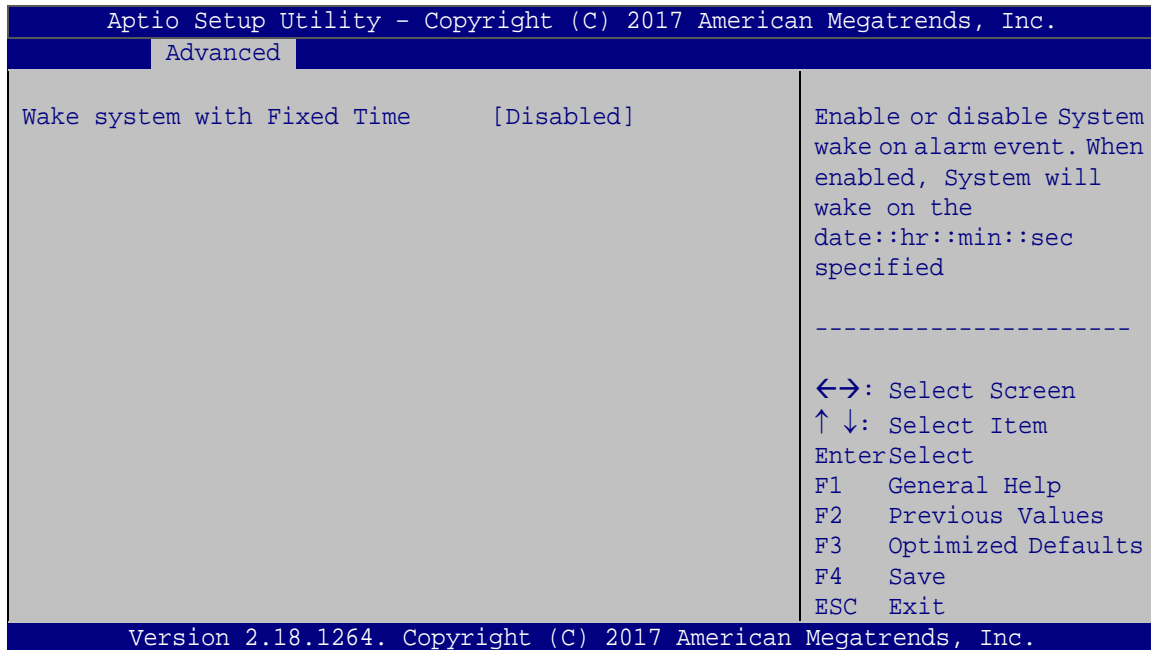 Aptio Setup Utility – Copyright (C) 2017 American Megatrends, Inc.
Advanced
Wake system with Fixed Time [Disabled]
Enable or disable System
wake on alarm event. When
enabled, System will
wake on the
date::hr::min::sec
specified
----------------------
←→: Select Screen
↑ ↓: Select Item
EnterSelect
F1 General Help
F2 Previous Values
F3 Optimized Defaults
F4 Save
ESC Exit
Version 2.18.1264. Copyright (C) 2017 American Megatrends, Inc.